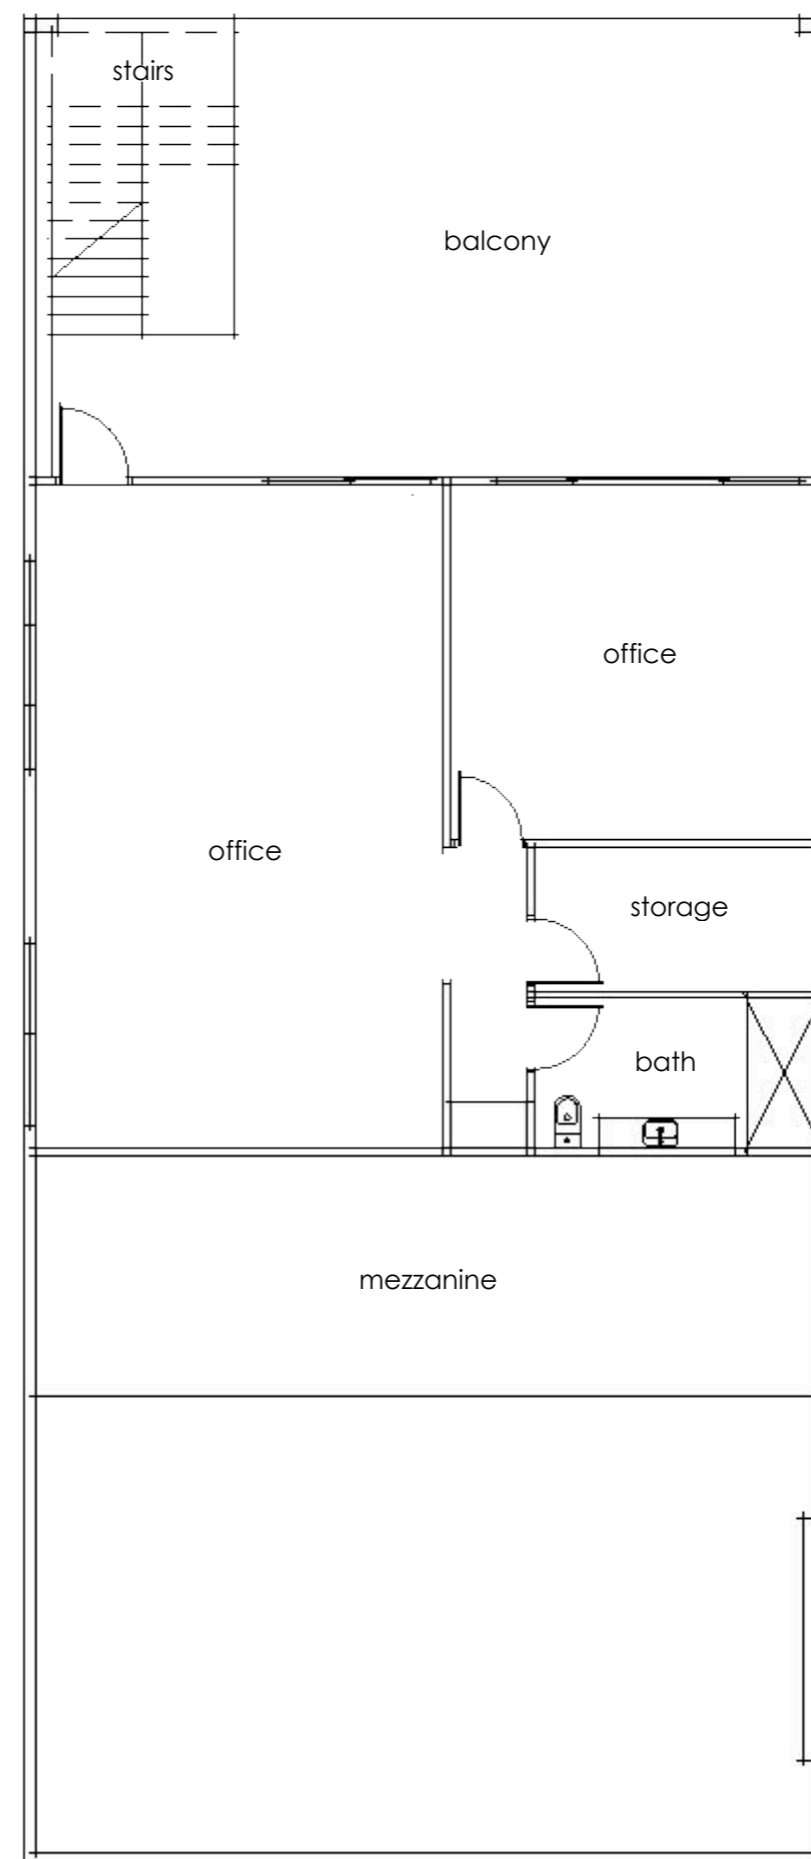 stairs
balcony
office
office
storage
bath
mezzanine